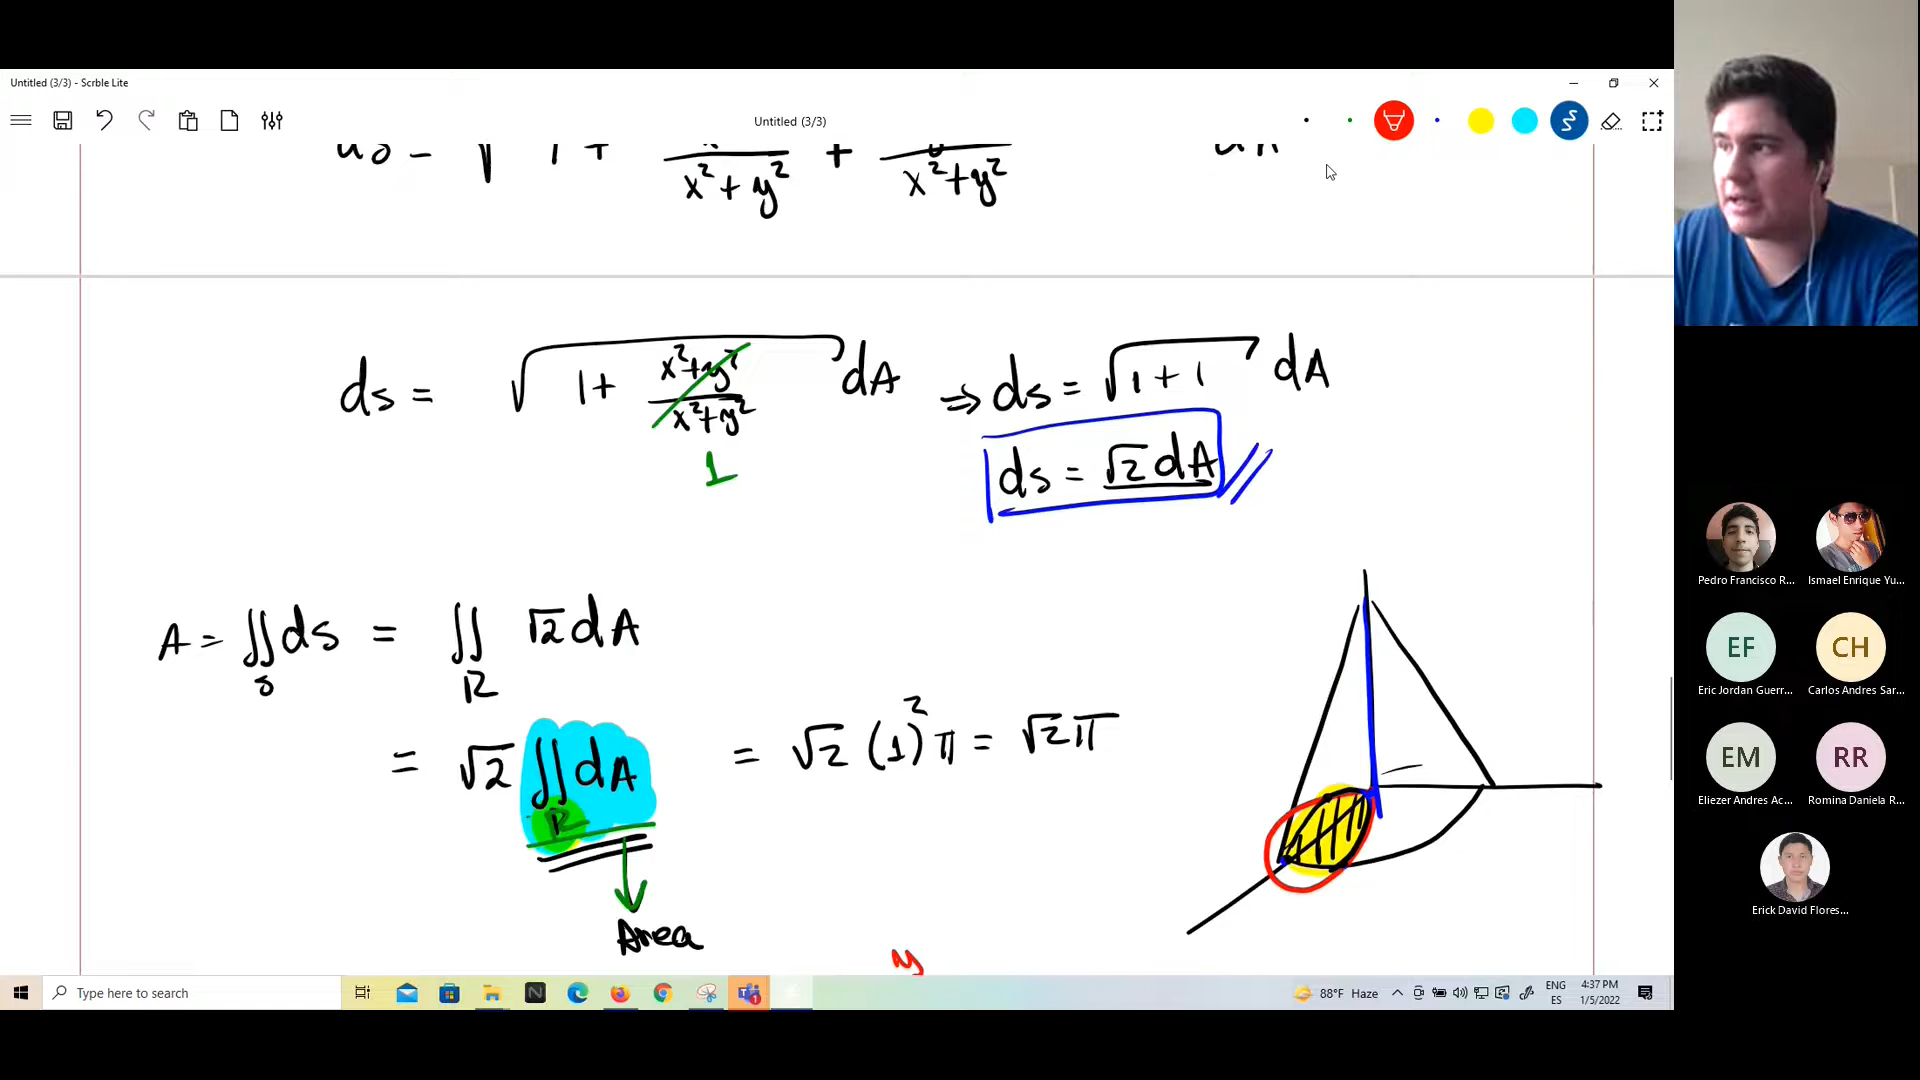 Untitled (3/3) - Scrble Lite
Untitled (3/3)
x² + y² + x² + y²
ds = √(1 + (x²+y²)/(x²+y²)) dA ⇒ ds = √(1 + 1) dA
1
ds = √2 dA
A = ∬ ds = ∬ √2 dA
S R
= √2 ∬ dA = √2 (1)² π = √2 π
R
Area
y
Pedro Francisco R...
Ismael Enrique Yu...
EF
CH
Eric Jordan Guerr...
Carlos Andres Sar...
EM
RR
Eliezer Andres Ac...
Romina Daniela R...
Erick David Flores...
Type here to search
88°F Haze
ENG
ES
4:37 PM
1/5/2022